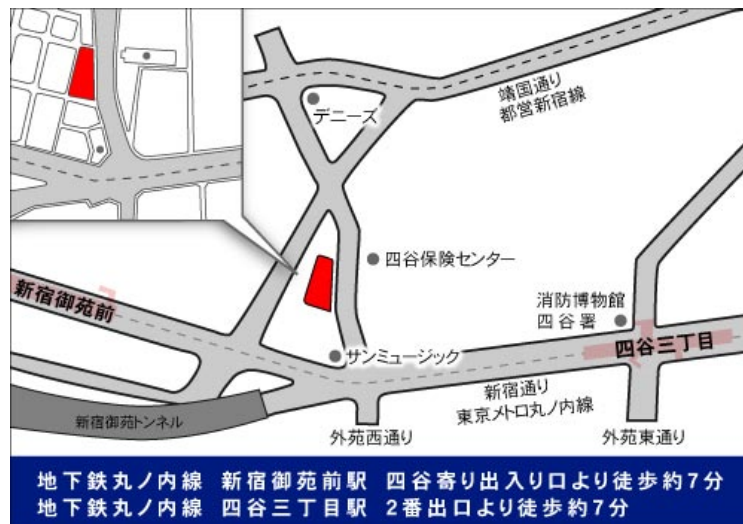 靖国通り
都営新宿線
デニーズ
四谷保険センター
新宿御苑前
消防博物館
四谷署
四谷三丁目
サンミュージック
新宿通り
東京メトロ丸ノ内線
新宿御苑トンネル
外苑西通り
外苑東通り
地下鉄丸ノ内線 新宿御苑前駅 四谷寄り出入り口より徒歩約7分
地下鉄丸ノ内線 四谷三丁目駅 2番出口より徒歩約7分